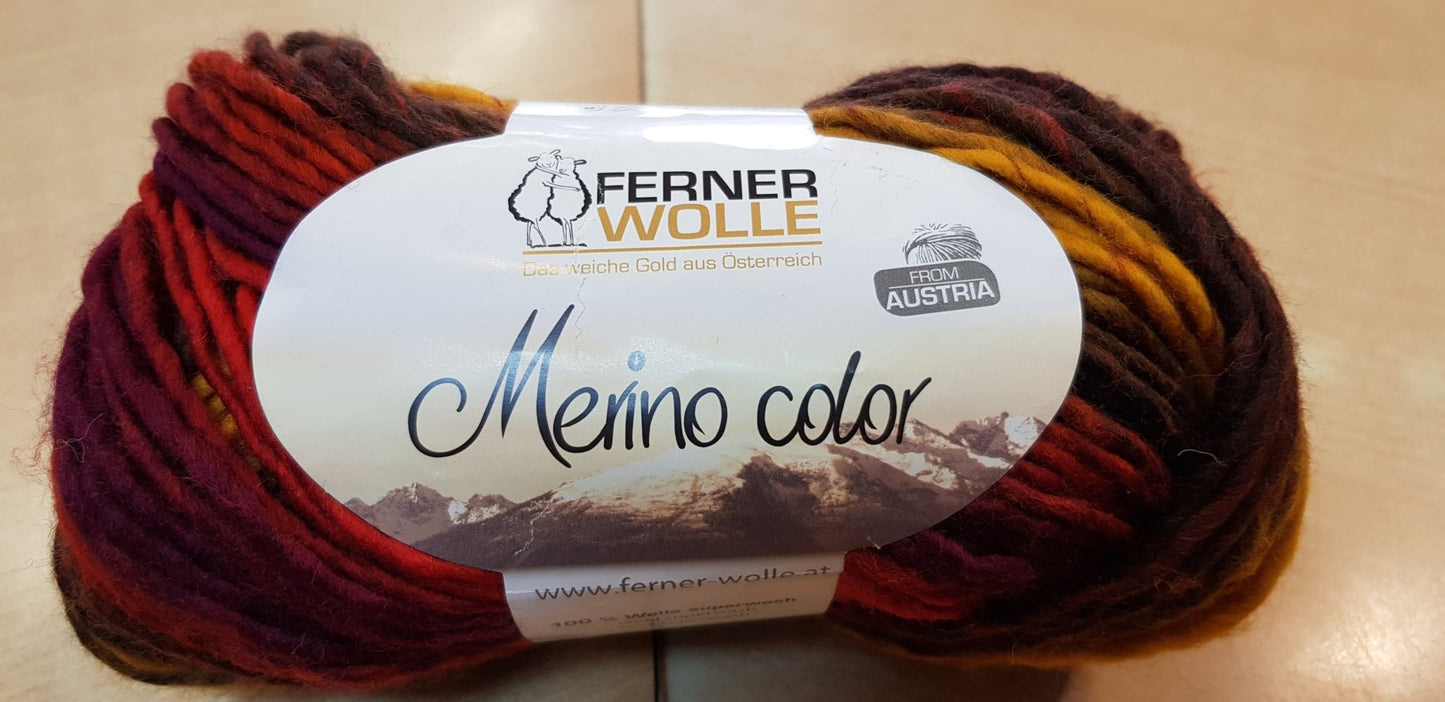 FERNER
WOLLE
Das weiche Gold aus Österreich
FROM
AUSTRIA
Merino color
www.ferner-wolle.at
100 % Wolle superwash